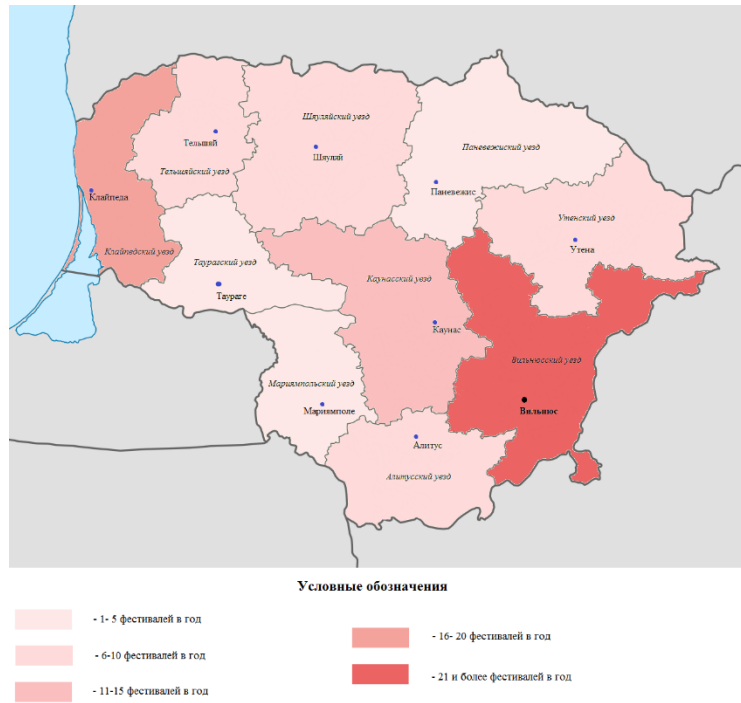 Шяуляйский уезд
Тельшяй
Шяуляй
Паневежиский уезд
Тельшяйский уезд
Паневежис
Клайпеда
Утенский уезд
Утена
Клайпедский уезд
Таурагский уезд
Каунасский уезд
Таураге
Каунас
Вильнюсский уезд
Мариямпольский уезд
Мариямполе
Вильнюс
Алитус
Алитусский уезд
Условные обозначения
- 1- 5 фестивалей в год
- 6-10 фестивалей в год
- 11-15 фестивалей в год
- 16- 20 фестивалей в год
- 21 и более фестивалей в год